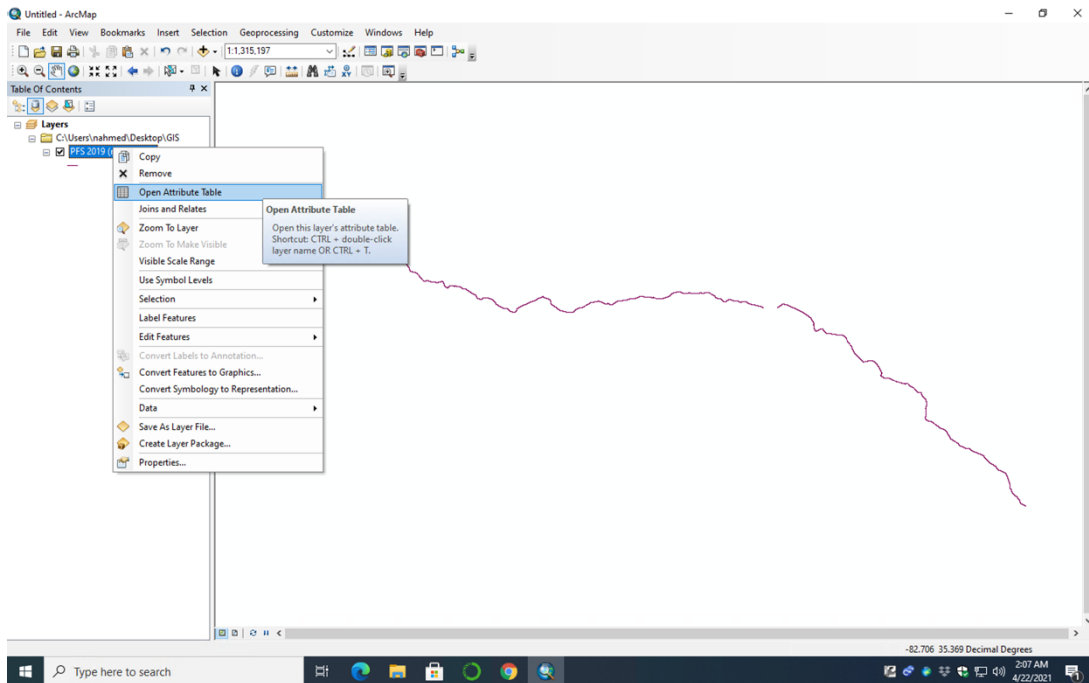 Untitled - ArcMap
File Edit View Bookmarks Insert Selection Geoprocessing Customize Windows Help
1:1,315,197
Table Of Contents
Layers
C:\Users\nahmed\Desktop\GIS
PFS 2019 (
Copy
Remove
Open Attribute Table
Joins and Relates
Zoom To Layer
Zoom To Make Visible
Visible Scale Range
Use Symbol Levels
Selection
Label Features
Edit Features
Convert Labels to Annotation...
Convert Features to Graphics...
Convert Symbology to Representation...
Data
Save As Layer File...
Create Layer Package...
Properties...
Open Attribute Table
Open this layer's attribute table.
Shortcut: CTRL + double-click
layer name OR CTRL + T.
-82.706 35.369 Decimal Degrees
Type here to search
2:07 AM
4/22/2021